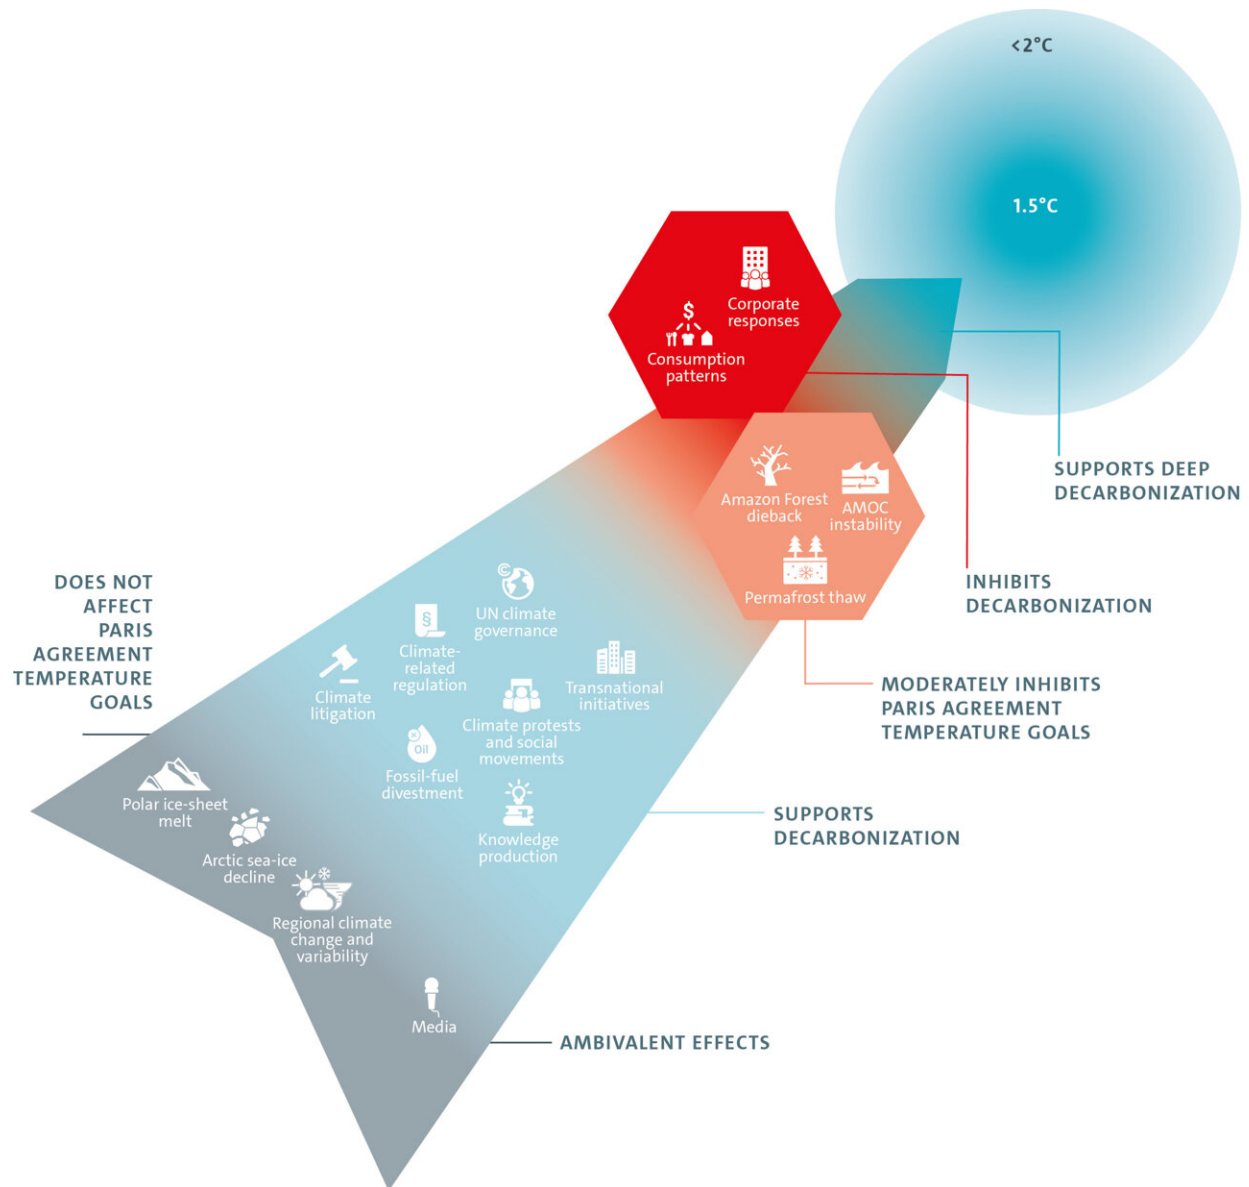 <2°C
1.5°C
$
Corporate
responses
Consumption
patterns
SUPPORTS DEEP
DECARBONIZATION
Amazon Forest
dieback
AMOC
instability
Permafrost thaw
INHIBITS
DECARBONIZATION
DOES NOT
AFFECT
PARIS
AGREEMENT
TEMPERATURE
GOALS
©
UN climate
governance
§
Climate-
related
regulation
Climate
litigation
Transnational
initiatives
MODERATELY INHIBITS
PARIS AGREEMENT
TEMPERATURE GOALS
Climate protests
and social
movements
Oil
Fossil-fuel
divestment
Knowledge
production
SUPPORTS
DECARBONIZATION
Polar ice-sheet
melt
Arctic sea-ice
decline
Regional climate
change and
variability
Media
AMBIVALENT EFFECTS